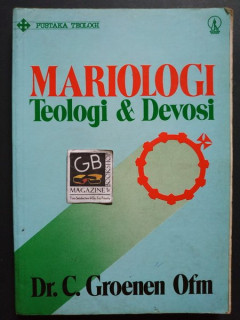 PUSTAKA TEOLOGI
MARIOLOGI
Teologi & Devosi
GB
MAGAZINE'S
Dr. C. Groenen Ofm